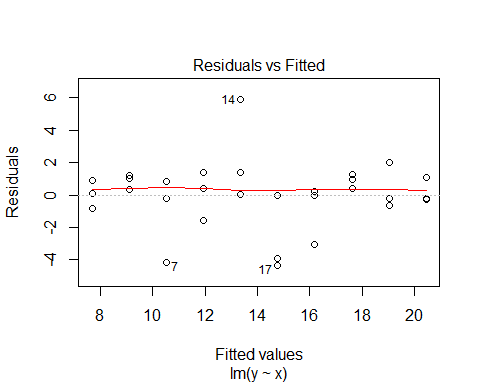 Residuals vs Fitted
Residuals
6
4
2
0
-2
-4
14
7
17
8 10 12 14 16 18 20
Fitted values
lm(y ~ x)